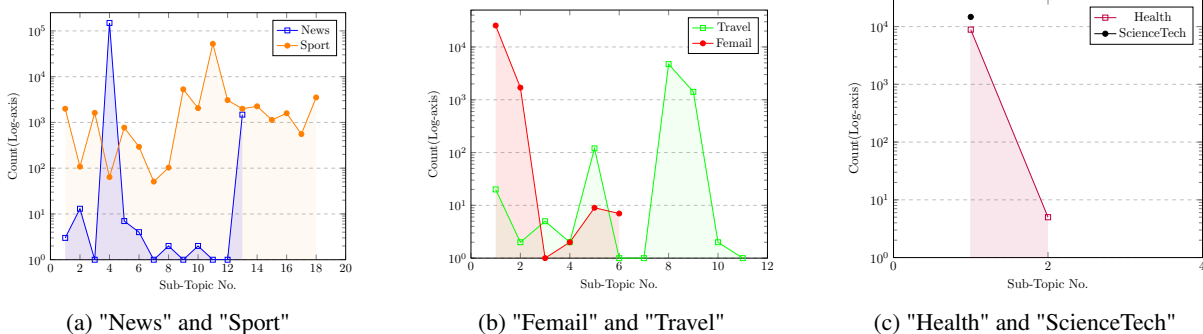 10^5
10^4
10^3
10^2
10^1
10^0
Count(Log-axis)
News
Sport
0 2 4 6 8 10 12 14 16 18 20
Sub-Topic No.
(a) "News" and "Sport"
10^4
10^3
10^2
10^1
10^0
Count(Log-axis)
Travel
Femail
0 2 4 6 8 10 12
Sub-Topic No.
(b) "Femail" and "Travel"
10^4
10^3
10^2
10^1
10^0
Count(Log-axis)
Health
ScienceTech
0 2 4
Sub-Topic No.
(c) "Health" and "ScienceTech"